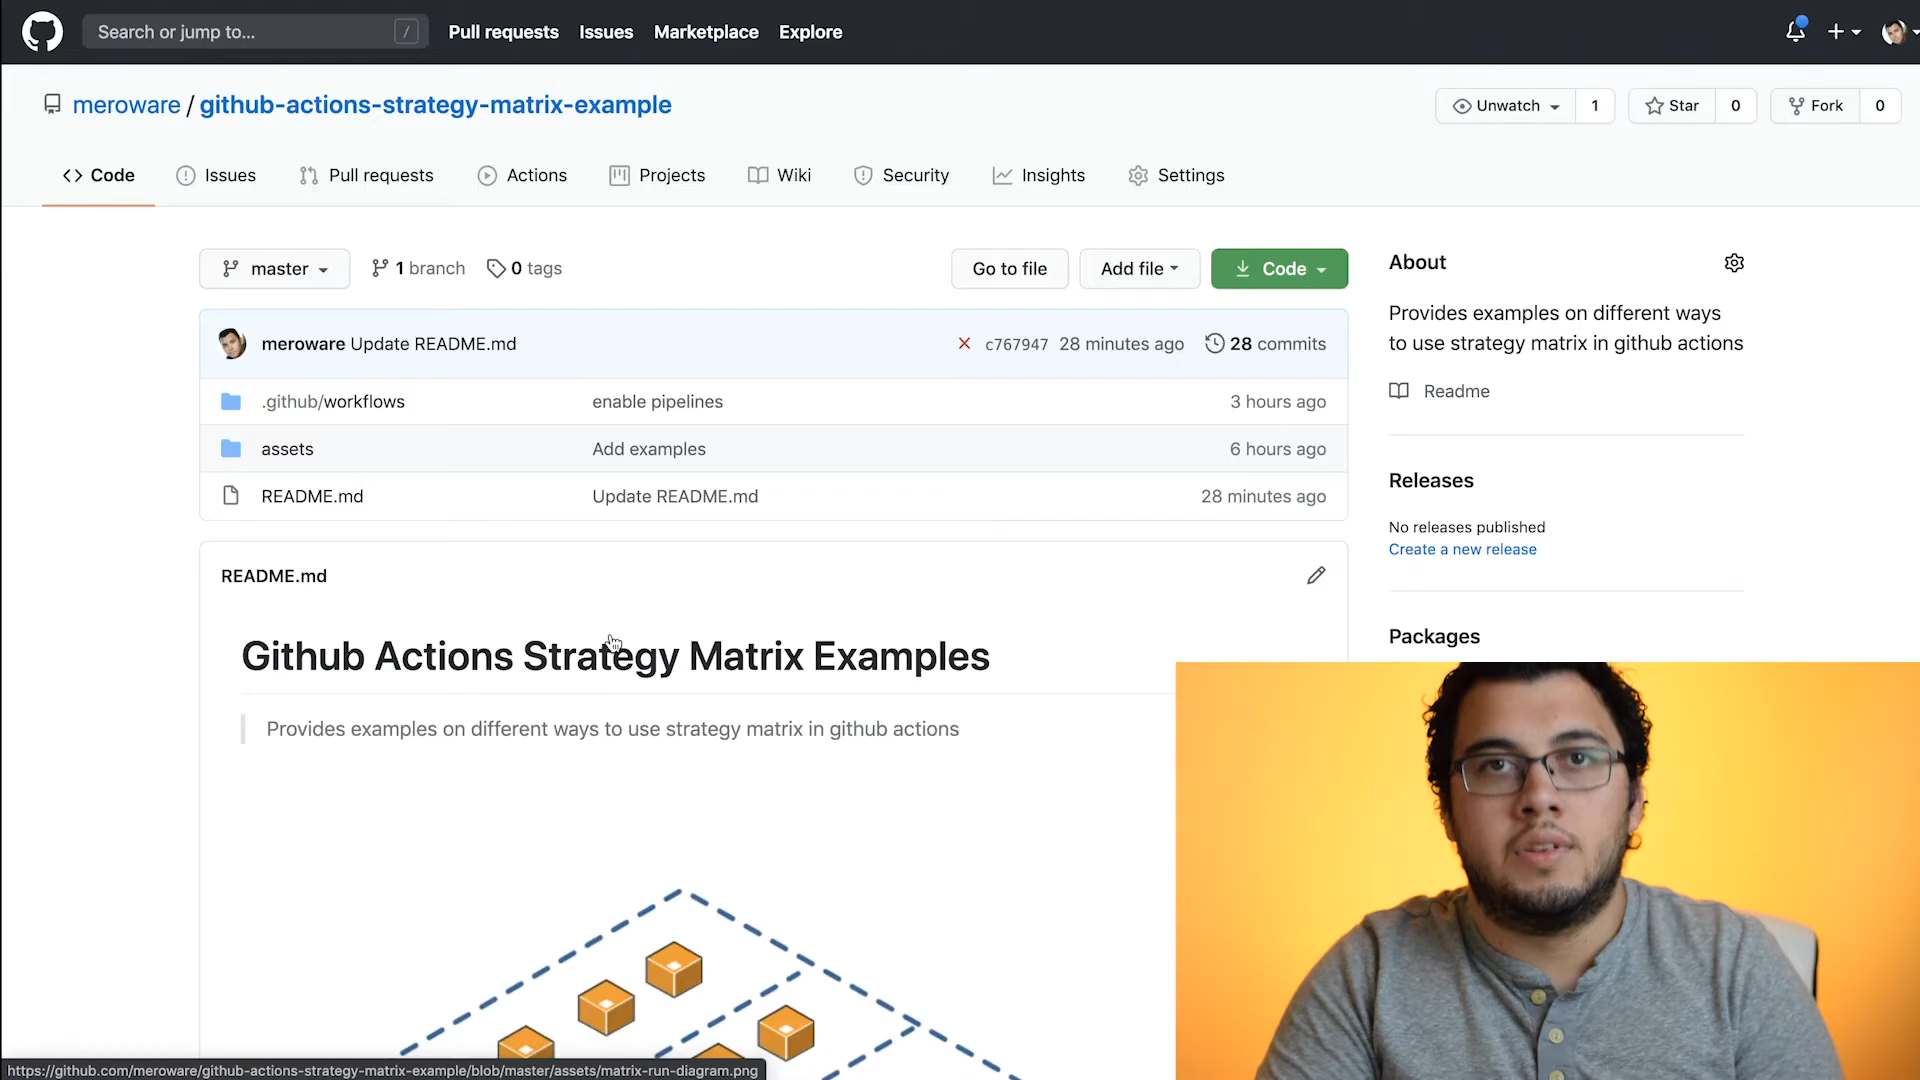 Search or jump to... / Pull requests Issues Marketplace Explore
meroware / github-actions-strategy-matrix-example Unwatch 1 Star 0 Fork 0
Code Issues Pull requests Actions Projects Wiki Security Insights Settings
master 1 branch 0 tags Go to file Add file Code
meroware Update README.md c767947 28 minutes ago 28 commits
.github/workflows enable pipelines 3 hours ago
assets Add examples 6 hours ago
README.md Update README.md 28 minutes ago
About
Provides examples on different ways
to use strategy matrix in github actions
Readme
Releases
No releases published
Create a new release
Packages
README.md
Github Actions Strategy Matrix Examples
Provides examples on different ways to use strategy matrix in github actions
https://github.com/meroware/github-actions-strategy-matrix-example/blob/master/assets/matrix-run-diagram.png